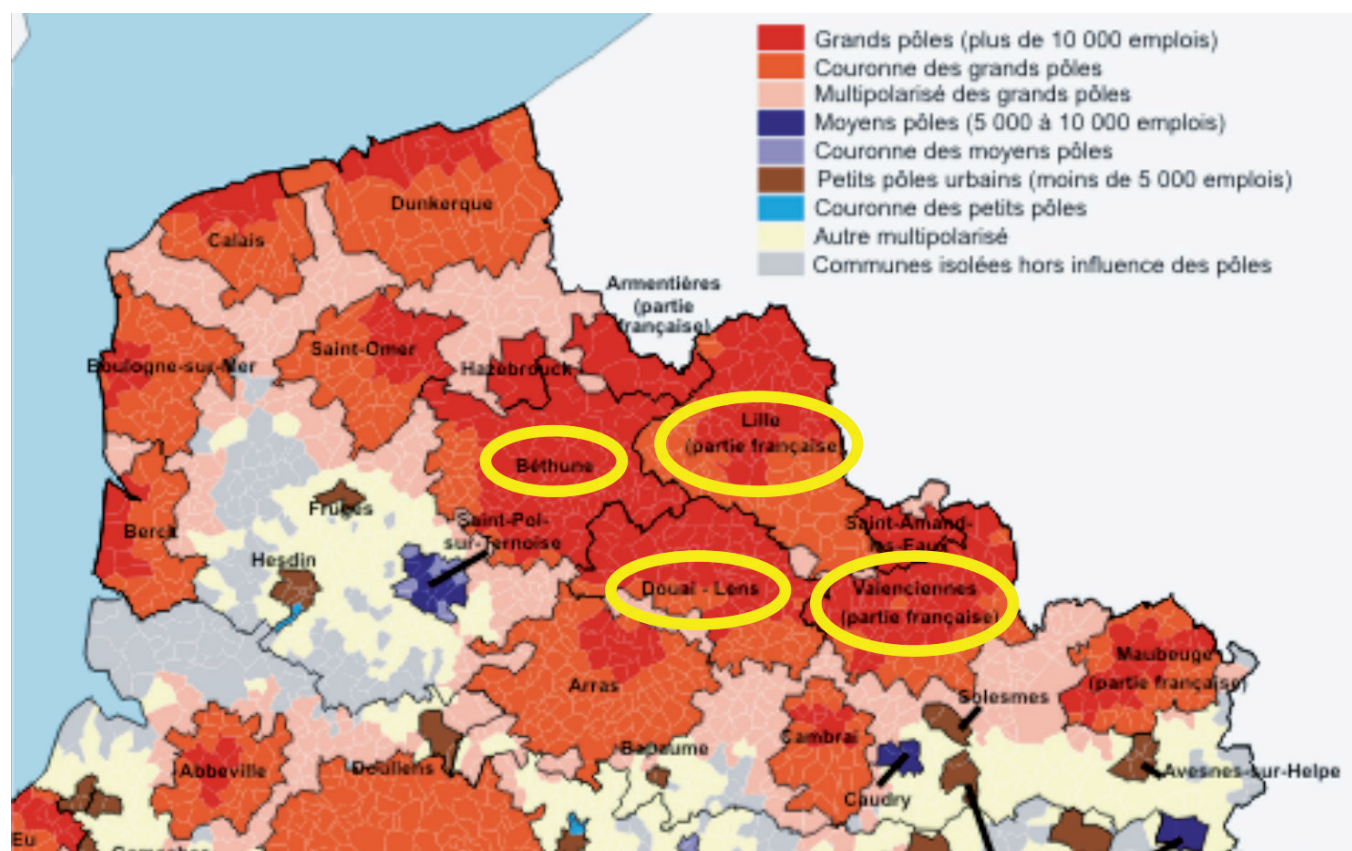 Grands pôles (plus de 10 000 emplois)
Couronne des grands pôles
Multipolarisé des grands pôles
Moyens pôles (5 000 à 10 000 emplois)
Couronne des moyens pôles
Petits pôles urbains (moins de 5 000 emplois)
Couronne des petits pôles
Autre multipolarisé
Communes isolées hors influence des pôles
Dunkerque
Calais
Armentières
(partie
française)
Saint-Omer
Boulogne-sur-Mer
Hazebrouck
Lille
(partie française
Béthune
Fruges
Saint-Pol-
sur-Ternoise
Berck
Saint-Amand-
les-Eaux
Hesdin
Douai - Lens
Valenciennes
(partie française)
Maubeuge
(partie française)
Arras
Solesmes
Cambrai
Bapaume
Abbeville
Doullens
Avesnes-sur-Helpe
Caudry
Eu